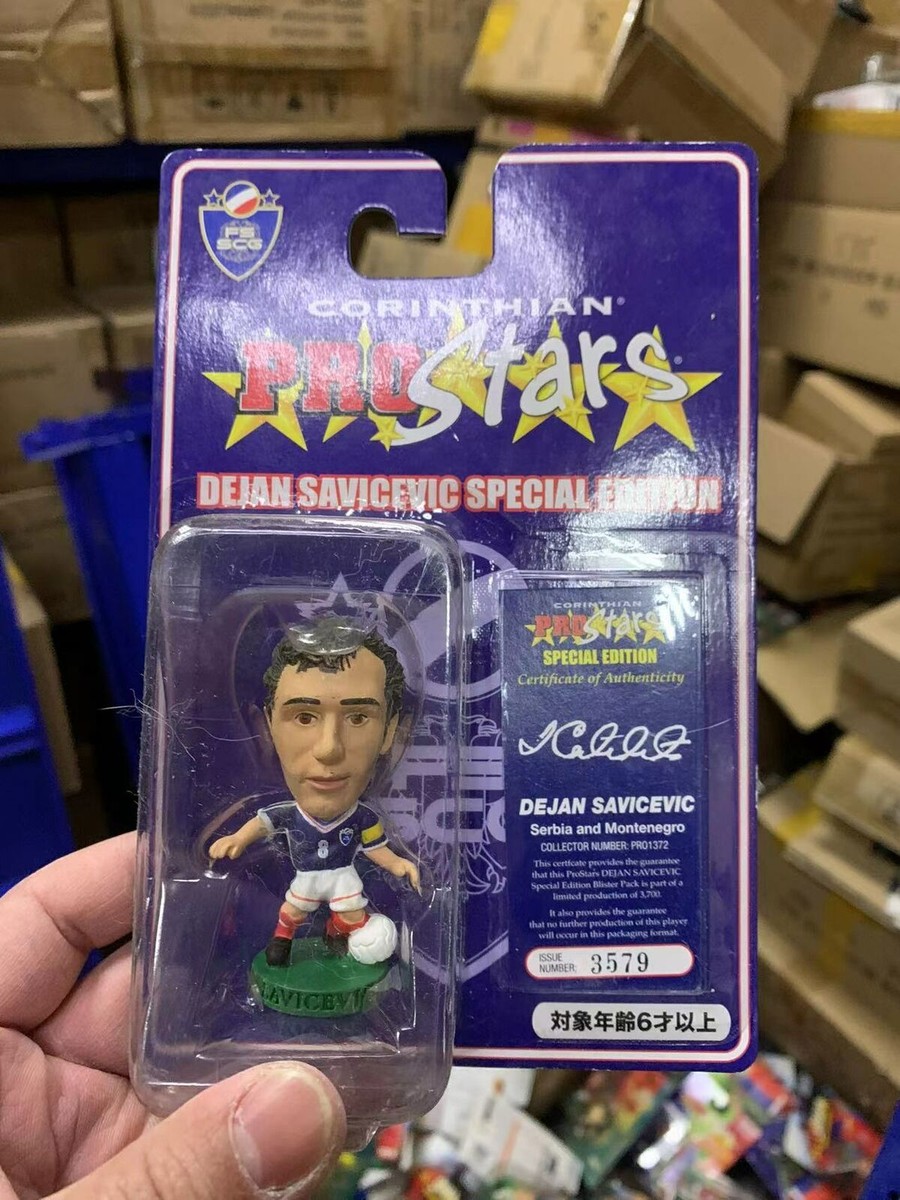 FS
SCG
CORINTHIAN®
PROStars
DEJAN SAVICEVIC SPECIAL EDITION
CORINTHIAN
PROStars
SPECIAL EDITION
Certificate of Authenticity
DEJAN SAVICEVIC
Serbia and Montenegro
COLLECTOR NUMBER: PRO1372
This certfcate provides the guarantee
that this ProStars DEJAN SAVICEVIC
Special Edition Blister Pack is part of a
limited production of 3,700.
It also provides the guarantee
that no further production of this player
will occur in this packaging format.
ISSUE
NUMBER: 3579
対象年齢6才以上
8
SAVICEVIC